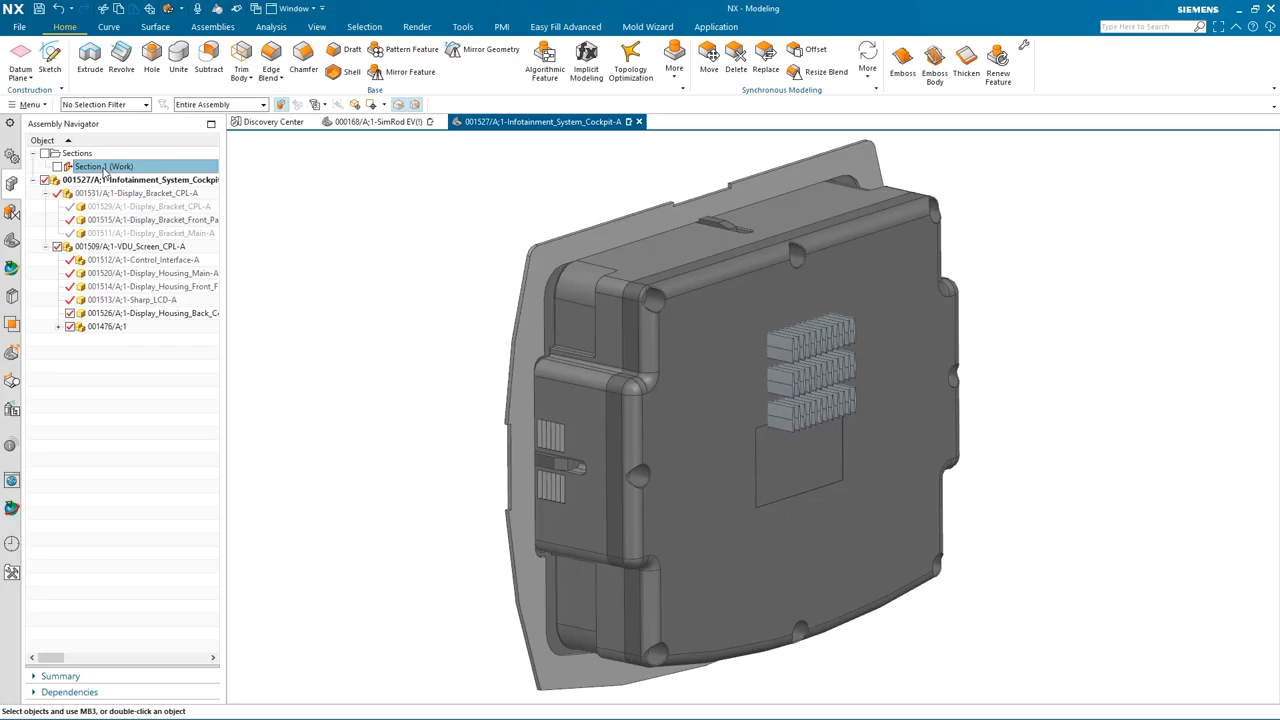 NX
Window
NX - Modeling
SIEMENS
File
Home
Curve
Surface
Assemblies
Analysis
View
Selection
Render
Tools
PMI
Easy Fill Advanced
Mold Wizard
Application
Type Here to Search
Datum
Plane
Sketch
Extrude
Revolve
Hole
Unite
Subtract
Trim
Body
Edge
Blend
Chamfer
Draft
Shell
Pattern Feature
Mirror Feature
Mirror Geometry
Algorithmic
Feature
Implicit
Modeling
Topology
Optimization
More
Move
Delete
Replace
Offset
Resize Blend
More
Emboss
Emboss
Body
Thicken
Renew
Feature
Construction
Base
Synchronous Modeling
Menu
No Selection Filter
Entire Assembly
Assembly Navigator
Discovery Center
000168/A;1-SimRod EV(!)
001527/A;1-Infotainment_System_Cockpit-A
Object
Sections
Section 1 (Work)
001527/A;1-Infotainment_System_Cockpit
001531/A;1-Display_Bracket_CPL-A
001529/A;1-Display_Bracket_CPL-A
001515/A;1-Display_Bracket_Front_Pa
001511/A;1-Display_Bracket_Main-A
001509/A;1-VDU_Screen_CPL-A
001512/A;1-Control_Interface-A
001520/A;1-Display_Housing_Main-A
001514/A;1-Display_Housing_Front_F
001513/A;1-Sharp_LCD-A
001526/A;1-Display_Housing_Back_Co
001476/A;1
Summary
Dependencies
Select objects and use MB3, or double-click an object